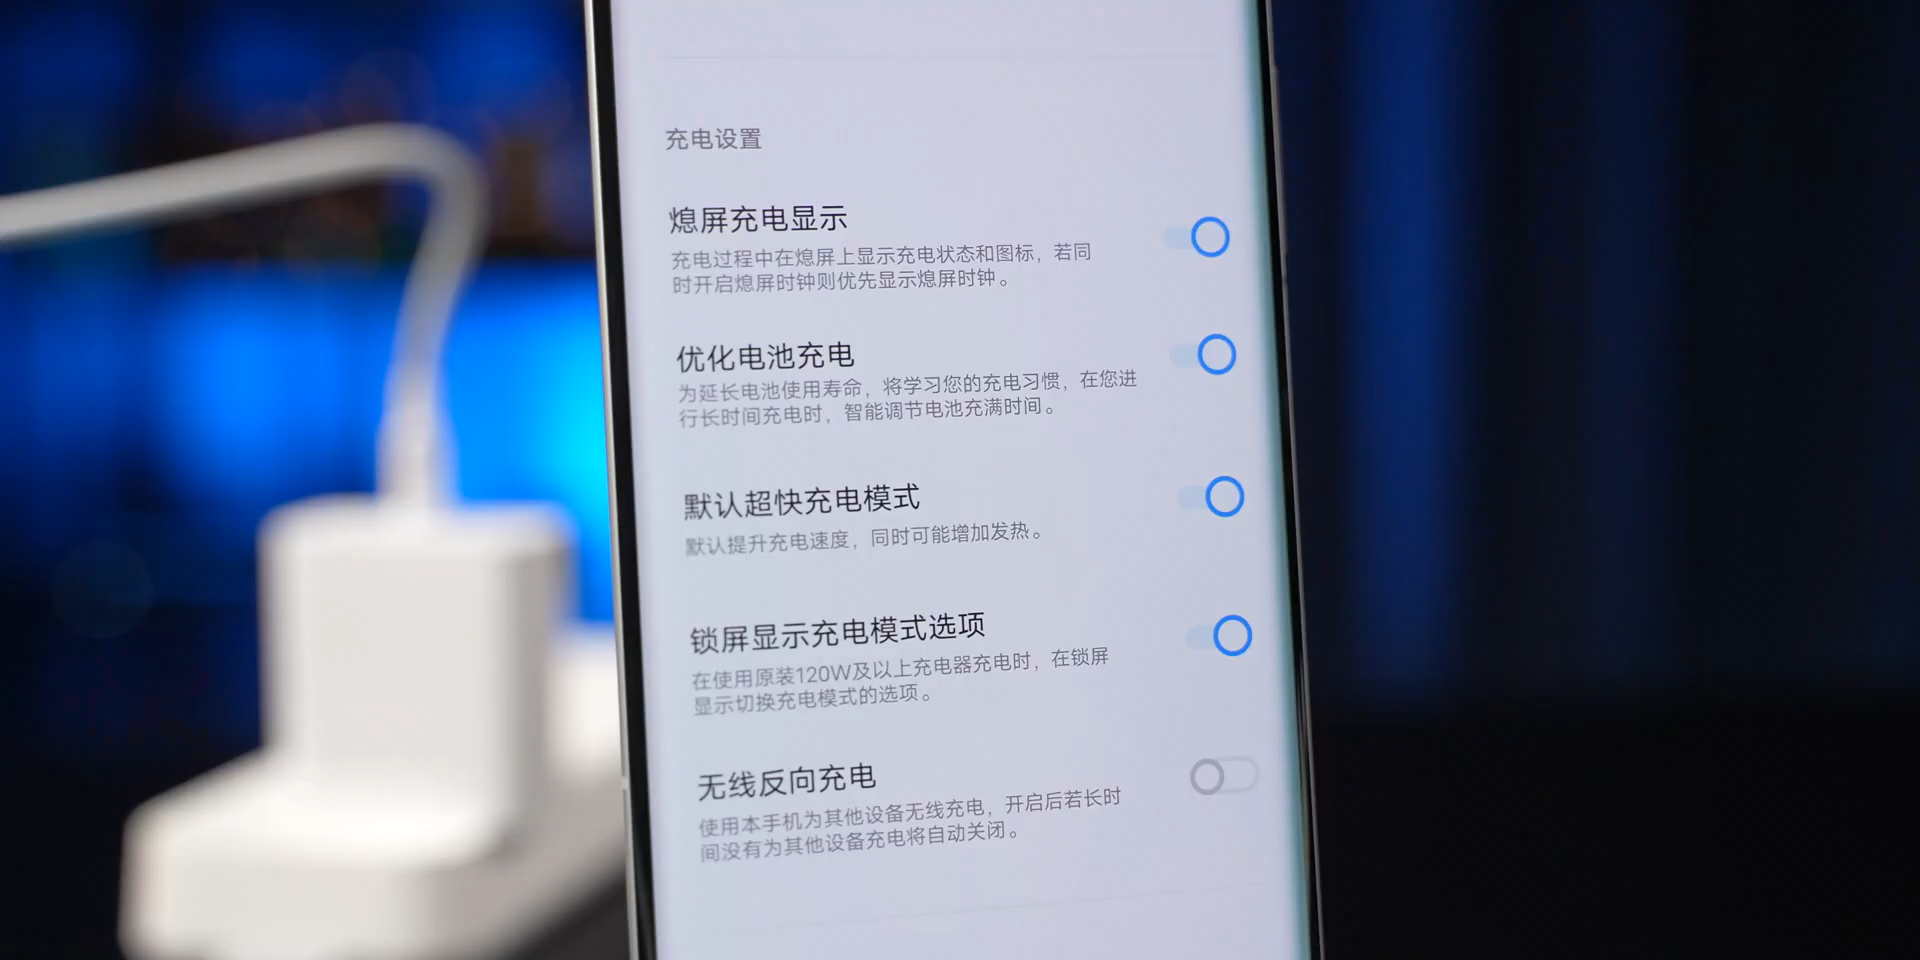 充电设置
熄屏充电显示
充电过程中在熄屏上显示充电状态和图标，若同
时开启熄屏时钟则优先显示熄屏时钟。
优化电池充电
为延长电池使用寿命，将学习您的充电习惯，在您进
行长时间充电时，智能调节电池充满时间。
默认超快充电模式
默认提升充电速度，同时可能增加发热。
锁屏显示充电模式选项
在使用原装120W及以上充电器充电时，在锁屏
显示切换充电模式的选项。
无线反向充电
使用本手机为其他设备无线充电，开启后若长时
间没有为其他设备充电将自动关闭。